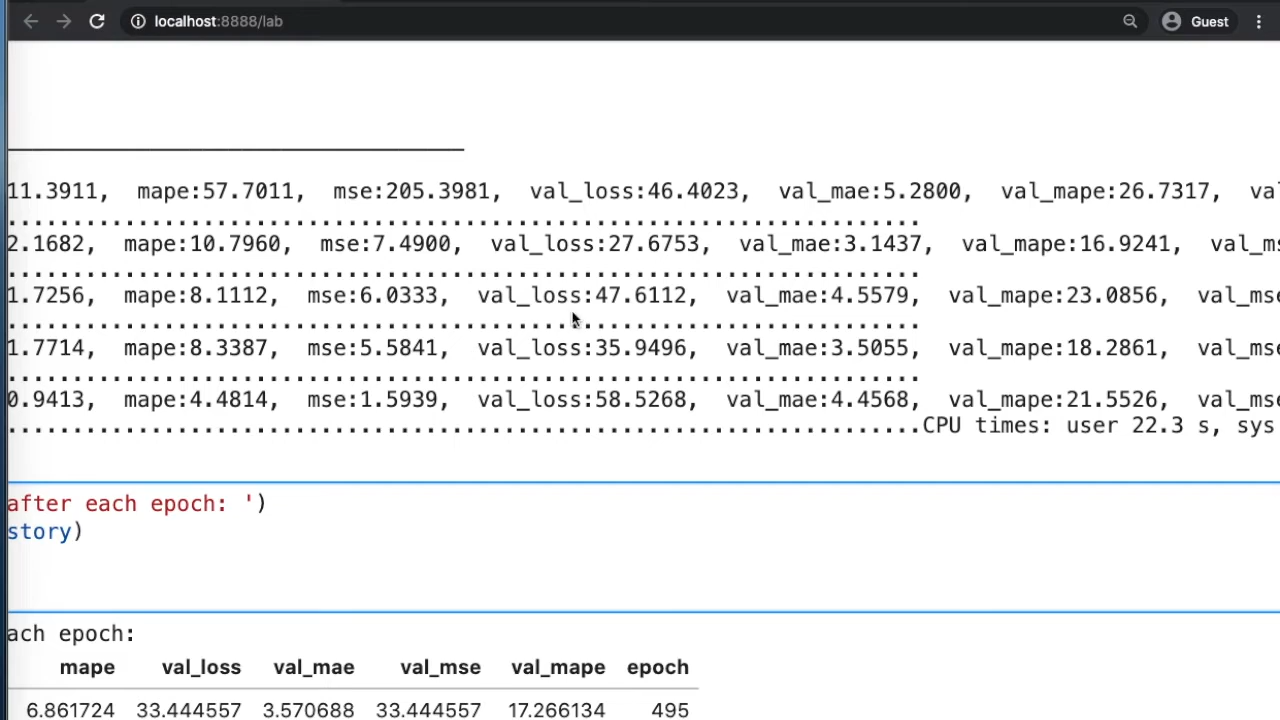 localhost:8888/lab
Guest
11.3911, mape:57.7011, mse:205.3981, val_loss:46.4023, val_mae:5.2800, val_mape:26.7317, va
................................................................................
2.1682, mape:10.7960, mse:7.4900, val_loss:27.6753, val_mae:3.1437, val_mape:16.9241, val_ms
................................................................................
1.7256, mape:8.1112, mse:6.0333, val_loss:47.6112, val_mae:4.5579, val_mape:23.0856, val_mse
................................................................................
1.7714, mape:8.3387, mse:5.5841, val_loss:35.9496, val_mae:3.5055, val_mape:18.2861, val_mse
................................................................................
0.9413, mape:4.4814, mse:1.5939, val_loss:58.5268, val_mae:4.4568, val_mape:21.5526, val_mse
......................................................................CPU times: user 22.3 s, sys
after each epoch: ')
story)
ach epoch:
mape val_loss val_mae val_mse val_mape epoch
6.861724 33.444557 3.570688 33.444557 17.266134 495